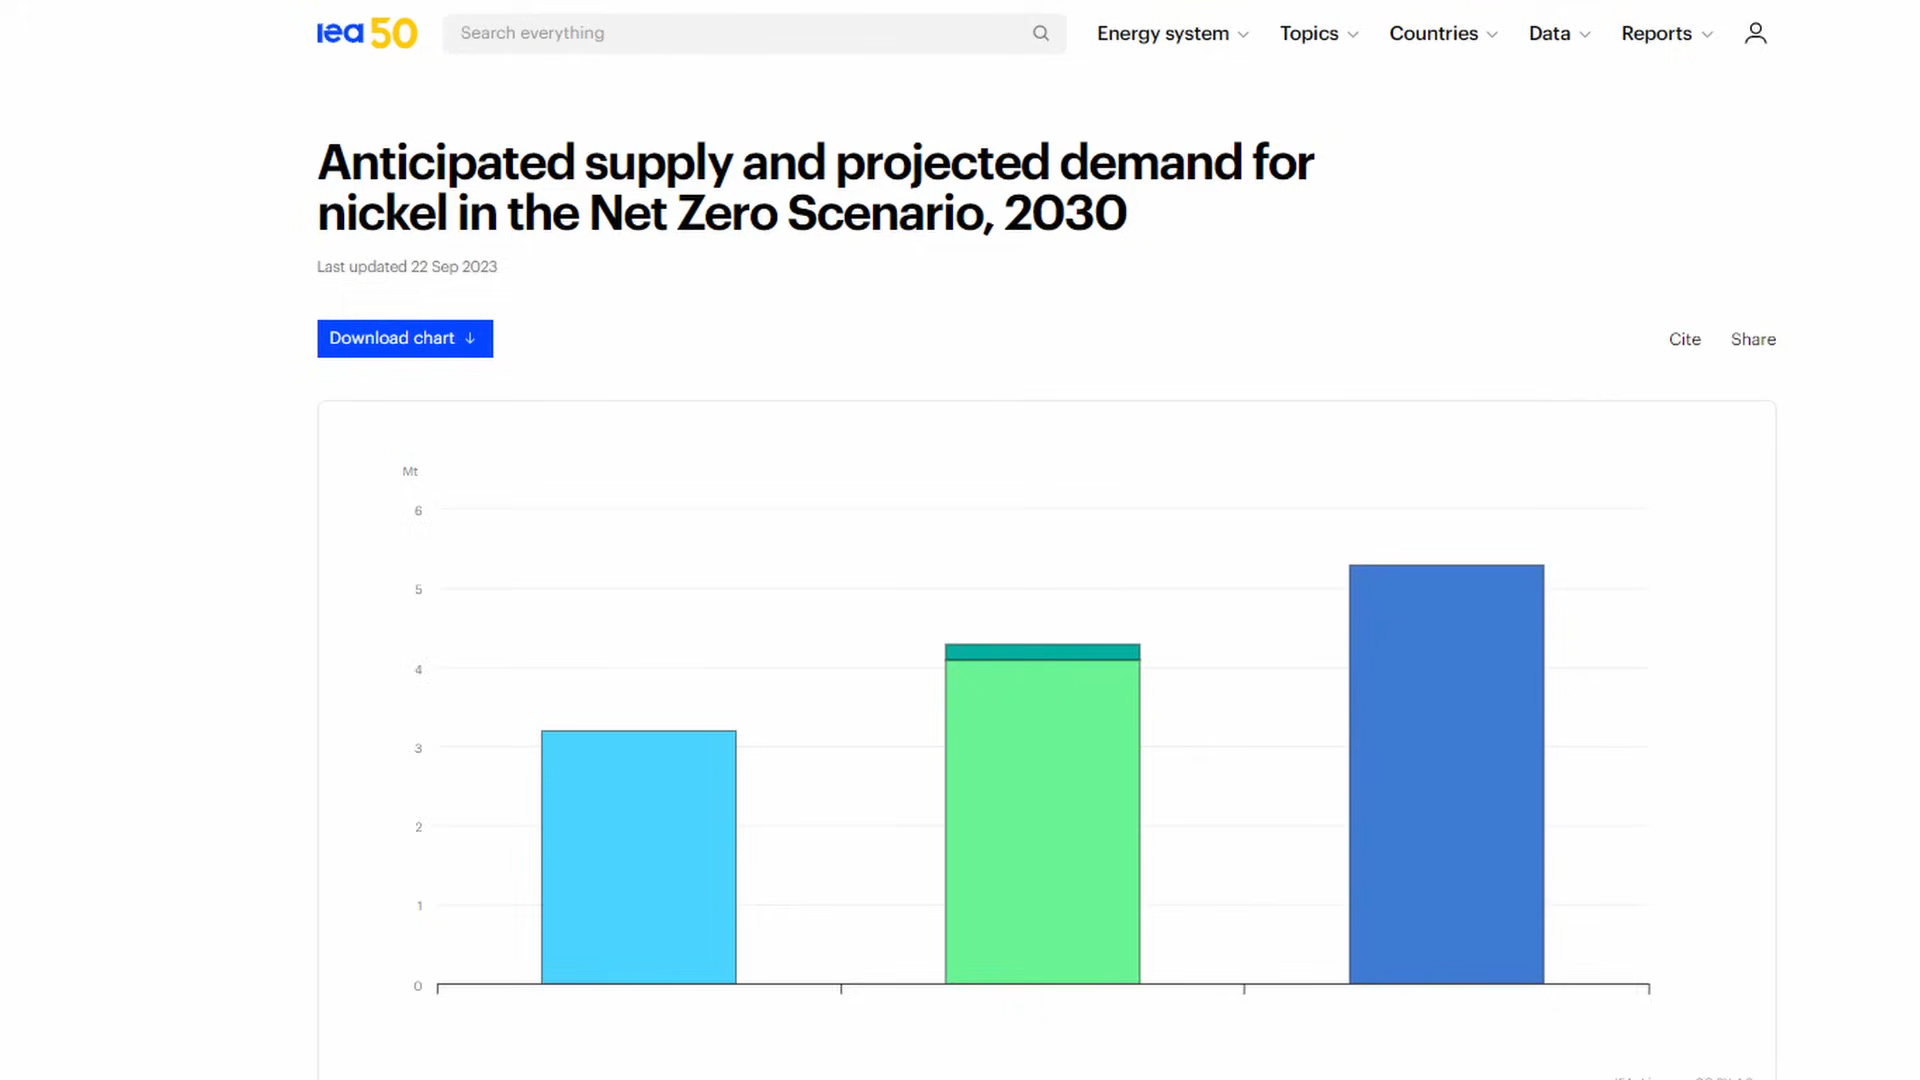 iea 50
Search everything
Energy system
Topics
Countries
Data
Reports
Anticipated supply and projected demand for
nickel in the Net Zero Scenario, 2030
Last updated 22 Sep 2023
Download chart ↓
Cite
Share
Mt
6
5
4
3
2
1
0